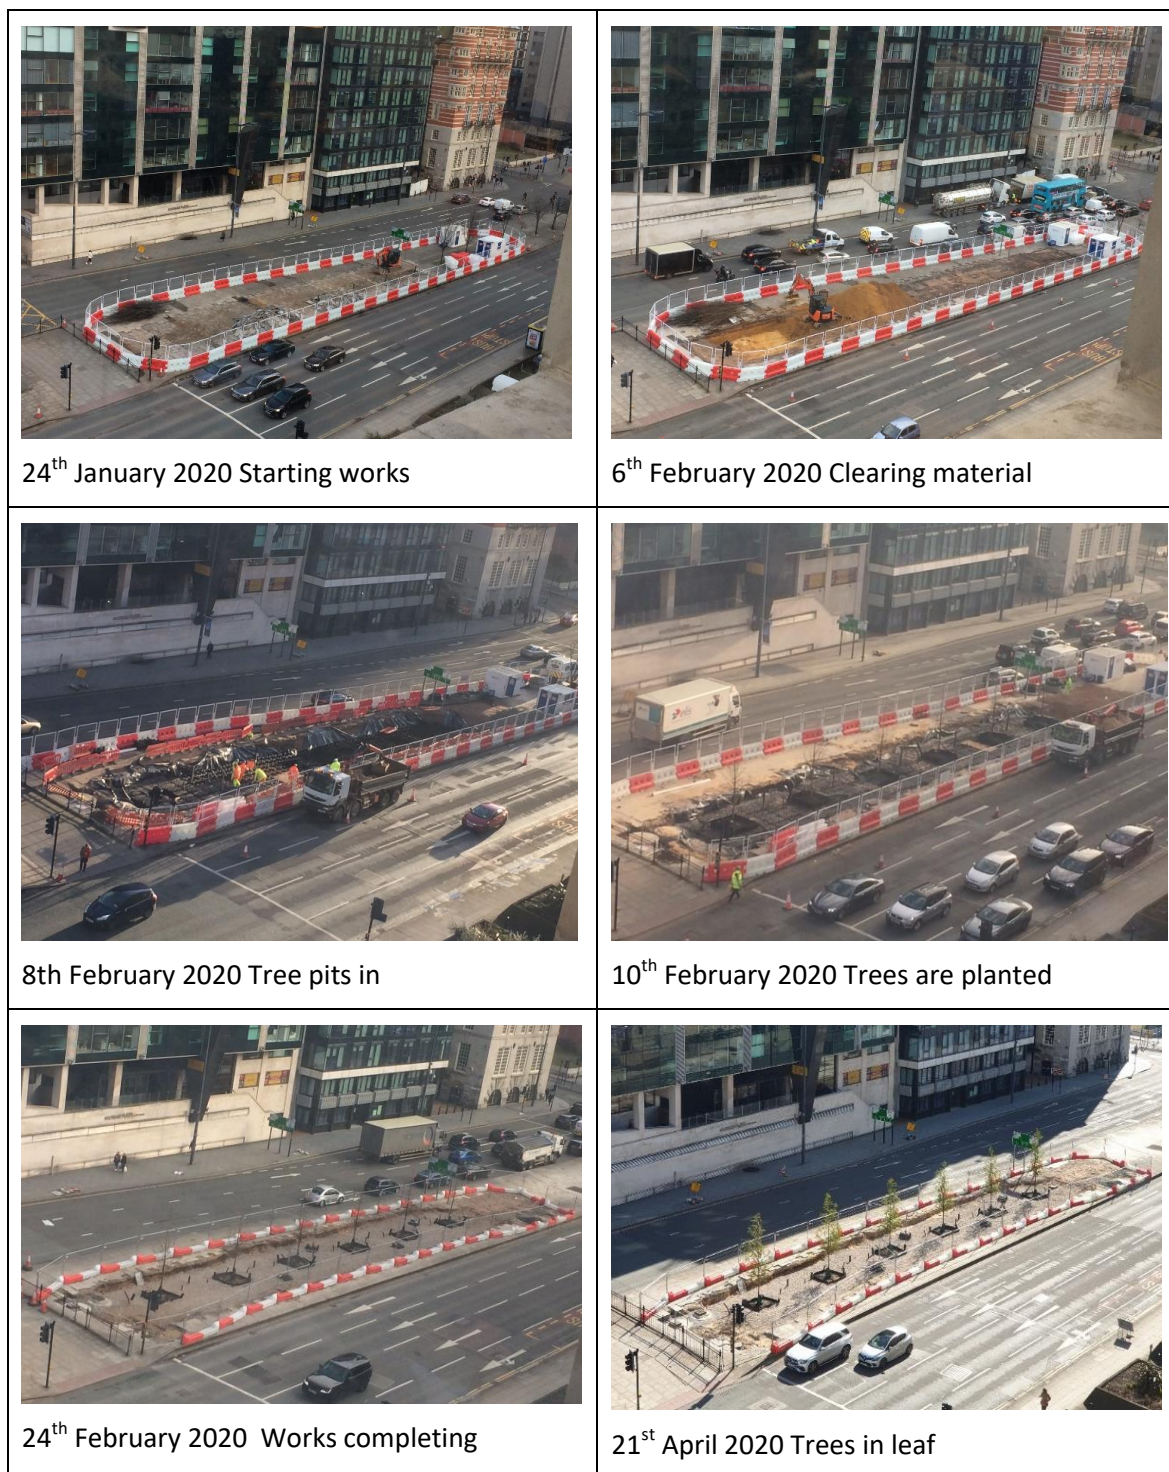 24th January 2020 Starting works
6th February 2020 Clearing material
8th February 2020 Tree pits in
10th February 2020 Trees are planted
24th February 2020  Works completing
21st April 2020 Trees in leaf